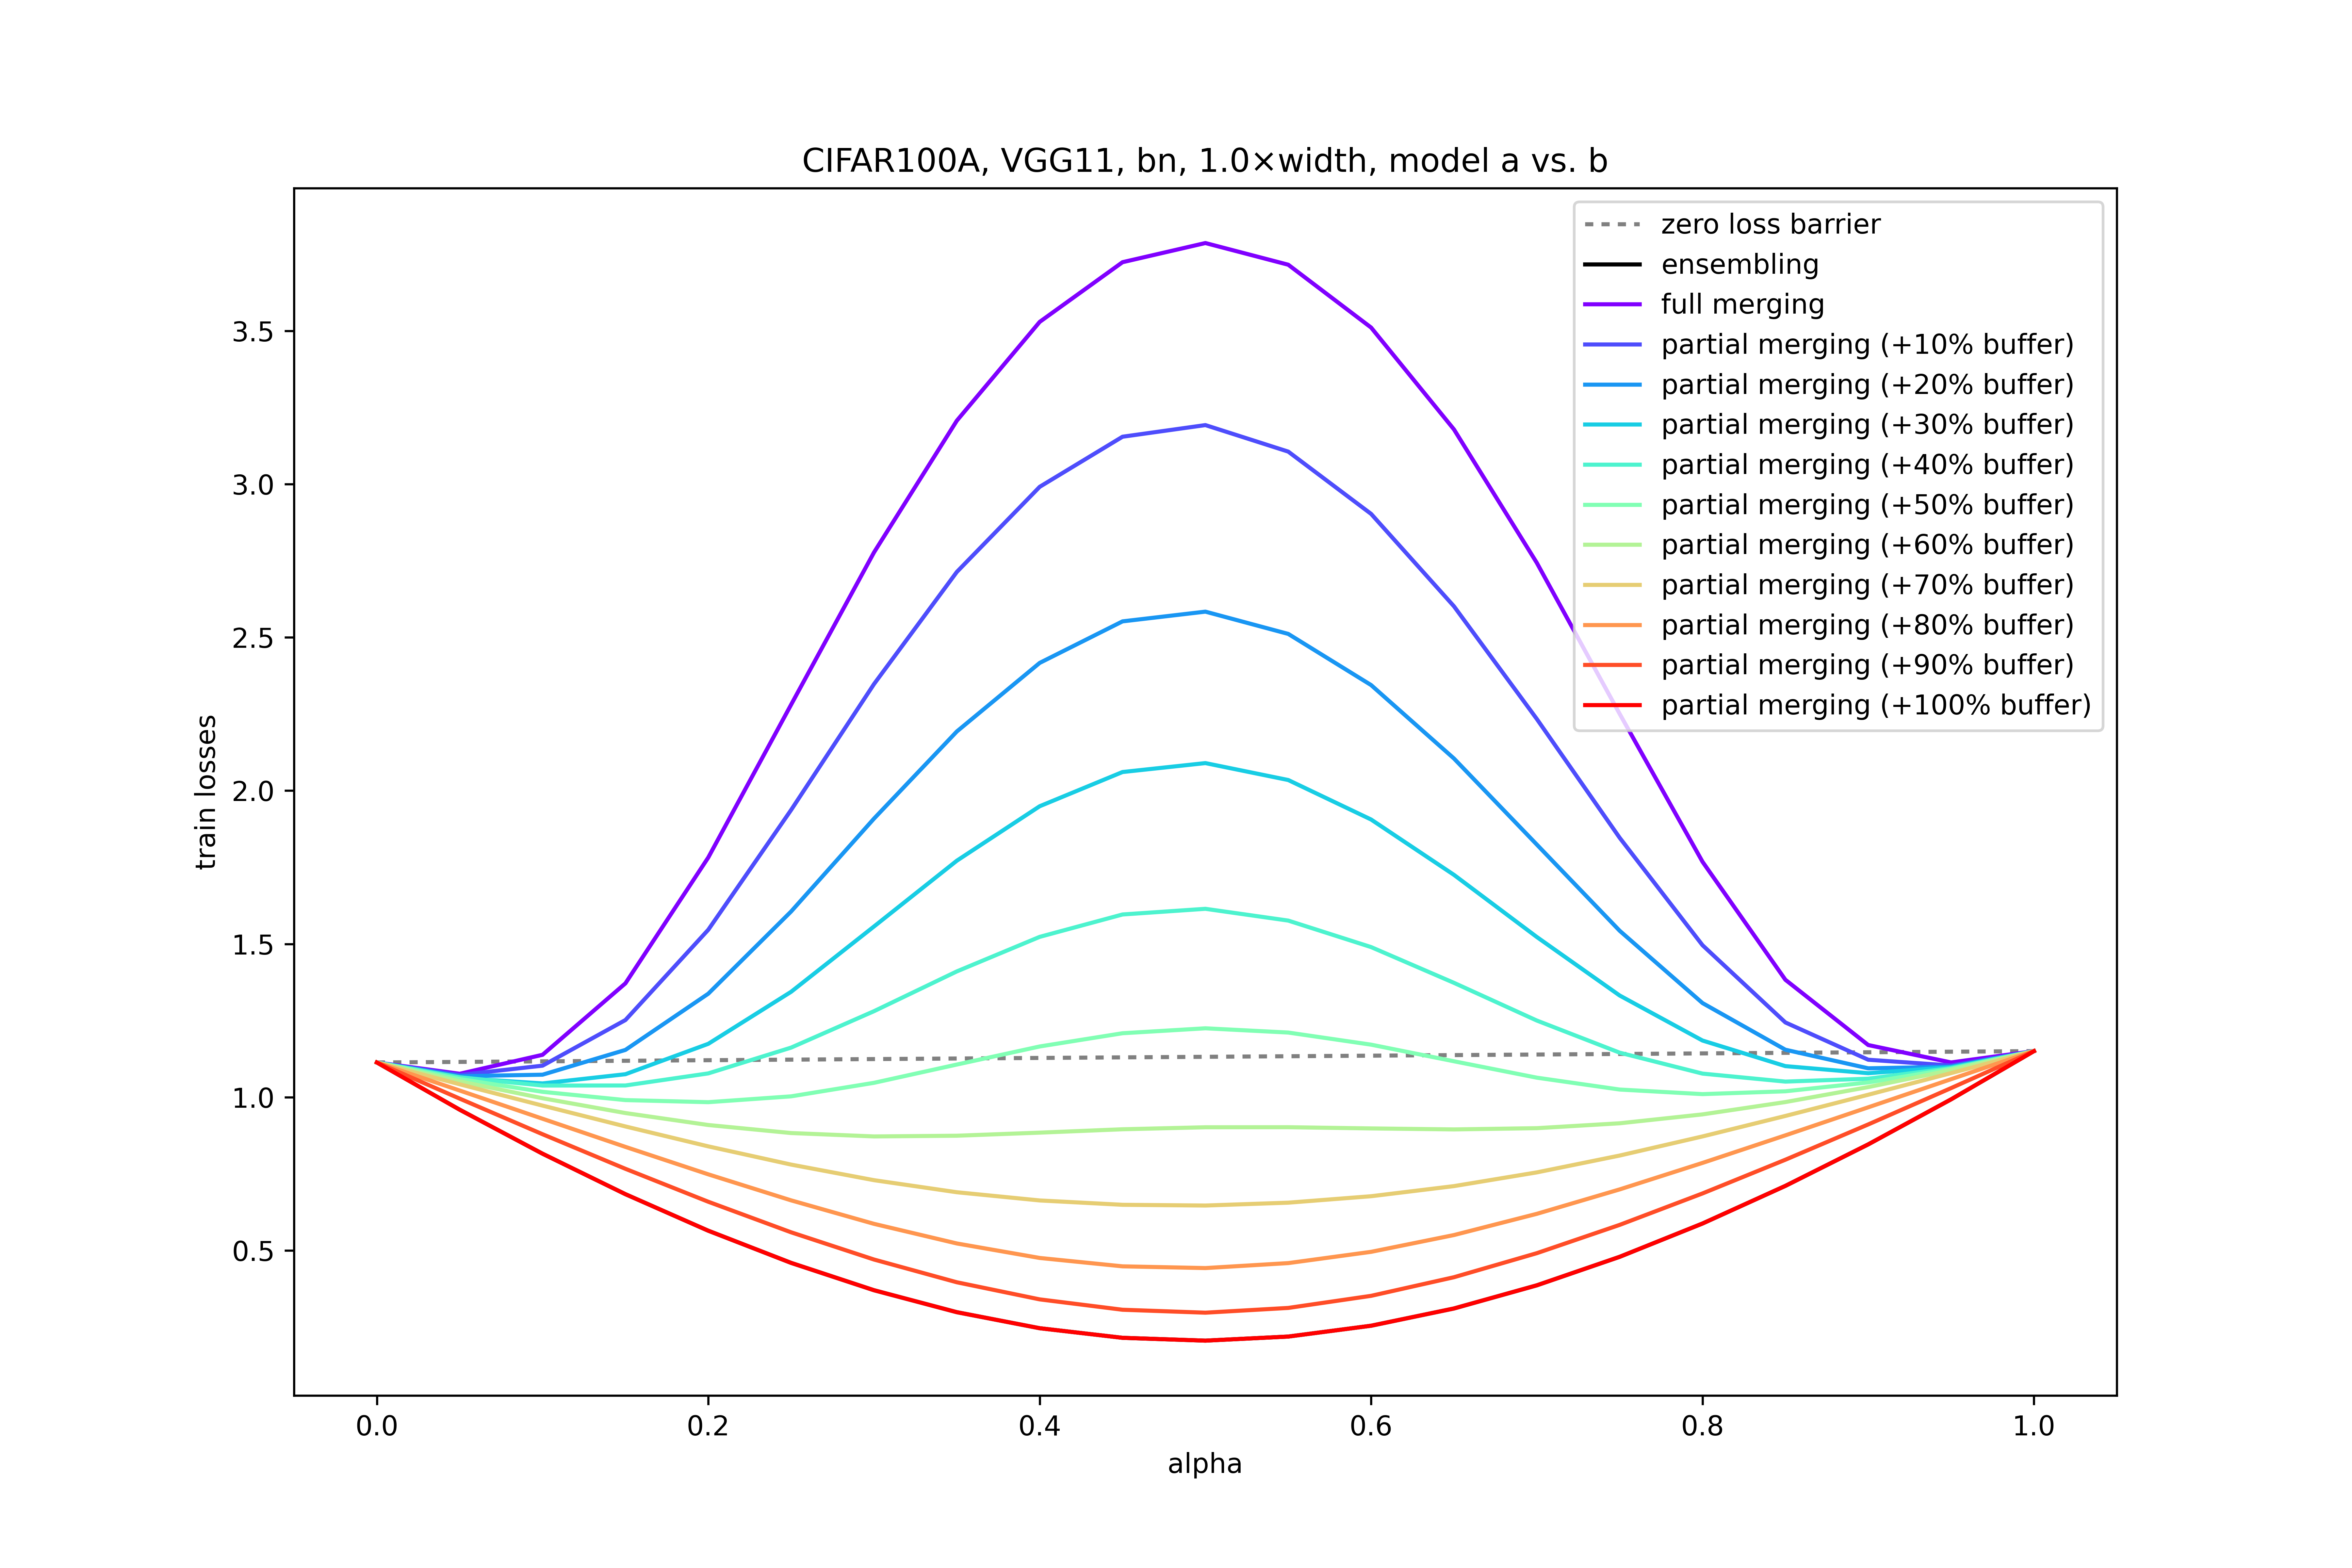 CIFAR100A, VGG11, bn, 1.0×width, model a vs. b
zero loss barrier
ensembling
full merging
partial merging (+10% buffer)
partial merging (+20% buffer)
partial merging (+30% buffer)
partial merging (+40% buffer)
partial merging (+50% buffer)
partial merging (+60% buffer)
partial merging (+70% buffer)
partial merging (+80% buffer)
partial merging (+90% buffer)
partial merging (+100% buffer)
train losses
3.5
3.0
2.5
2.0
1.5
1.0
0.5
0.0 0.2 0.4 0.6 0.8 1.0
alpha